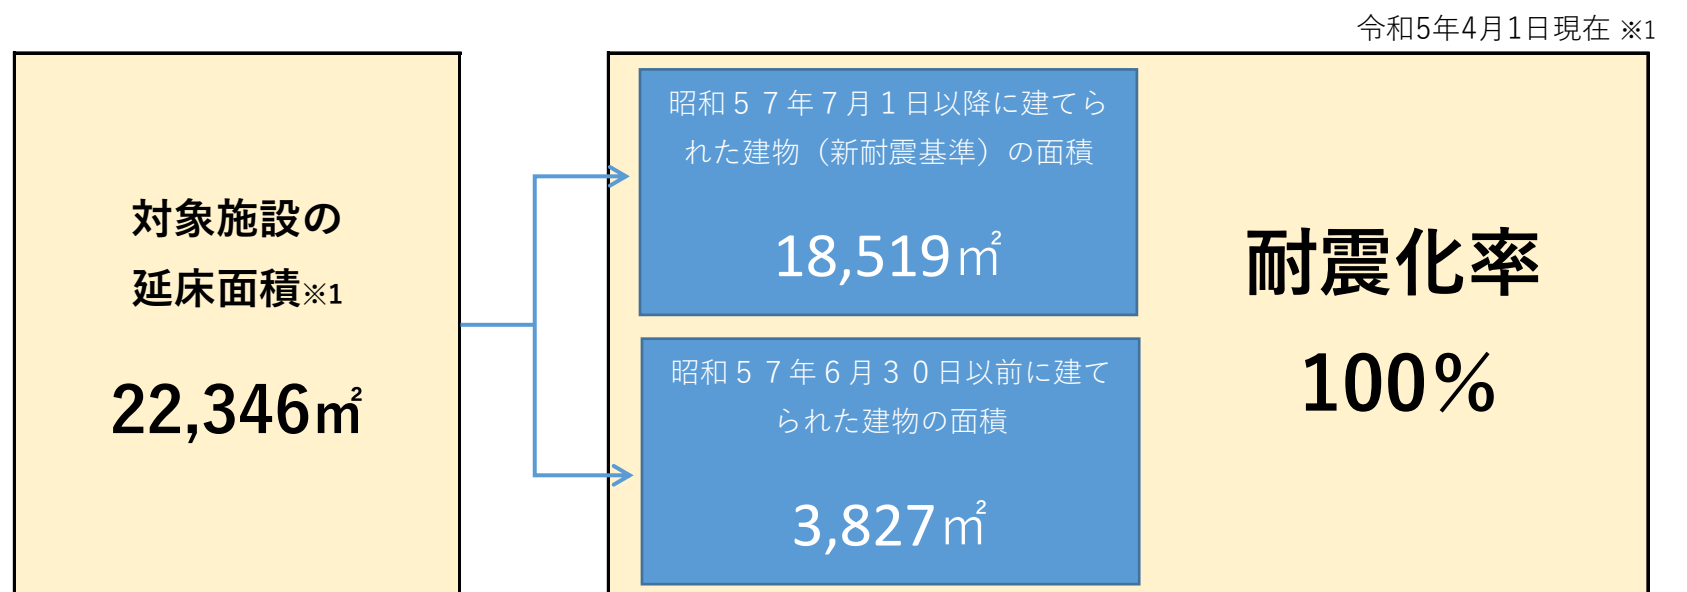 令和5年4月1日現在 ※1
対象施設の
延床面積※1
22,346㎡
昭和５７年７月１日以降に建てら
れた建物（新耐震基準）の面積
18,519㎡
昭和５７年６月３０日以前に建て
られた建物の面積
3,827㎡
耐震化率
100％